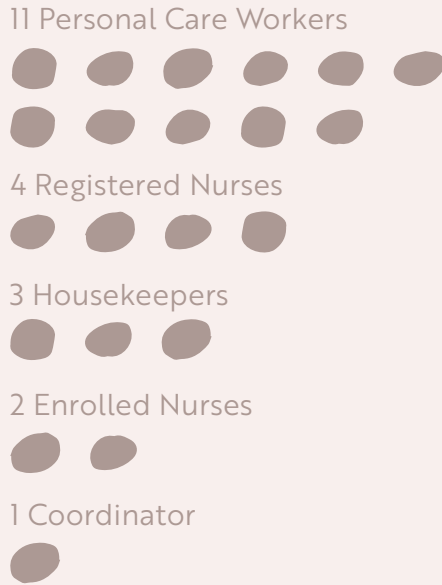 11 Personal Care Workers
4 Registered Nurses
3 Housekeepers
2 Enrolled Nurses
1 Coordinator